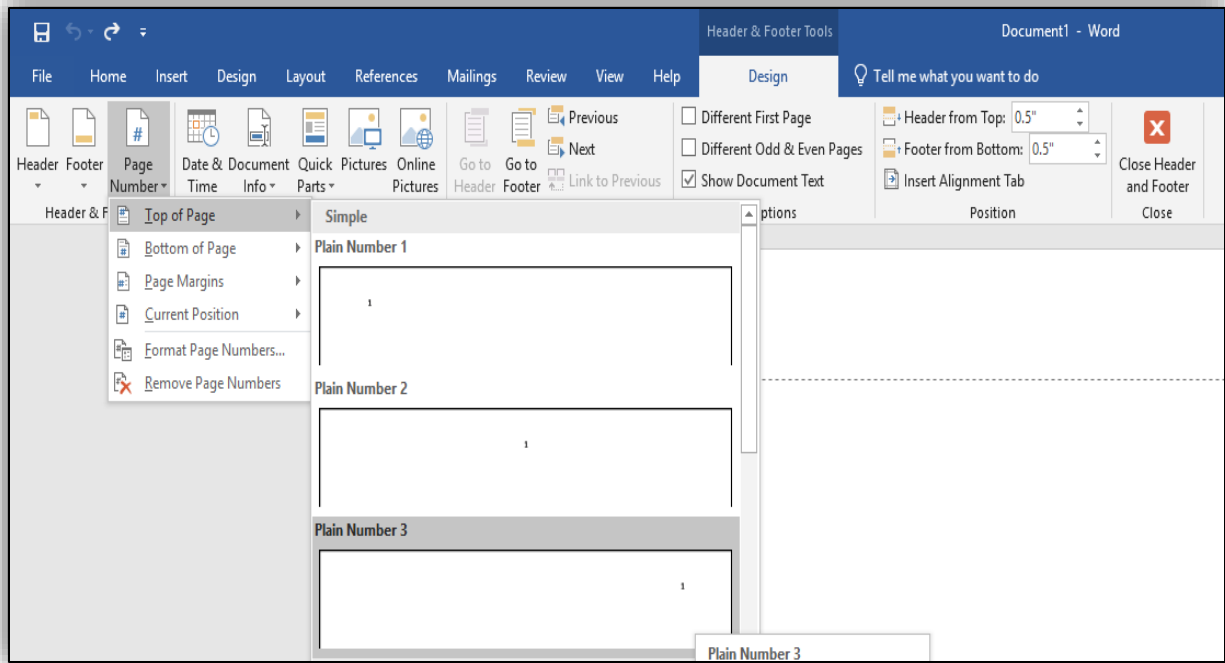 Header & Footer Tools
Document1 - Word
File Home Insert Design Layout References Mailings Review View Help Design Tell me what you want to do
Header Footer Page Number
Date & Time
Document Info
Quick Parts
Pictures
Online Pictures
Go to Header
Go to Footer
Previous
Next
Link to Previous
Different First Page
Different Odd & Even Pages
Show Document Text
Header from Top: 0.5"
Footer from Bottom: 0.5"
Insert Alignment Tab
Close Header and Footer
Header & F
ptions
Position
Close
Top of Page
Bottom of Page
Page Margins
Current Position
Format Page Numbers...
Remove Page Numbers
Simple
Plain Number 1
1
Plain Number 2
1
Plain Number 3
1
Plain Number 3